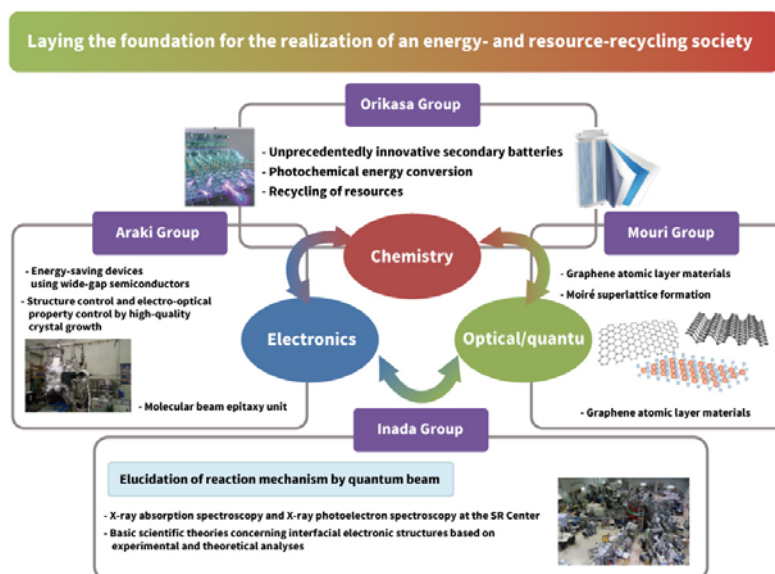 Laying the foundation for the realization of an energy- and resource-recycling society
Orikasa Group
- Unprecedentedly innovative secondary batteries
- Photochemical energy conversion
- Recycling of resources
Araki Group
- Energy-saving devices
using wide-gap semiconductors
- Structure control and electro-optical
property control by high-quality
crystal growth
- Molecular beam epitaxy unit
Chemistry
Electronics
Optical/quantu
Mouri Group
- Graphene atomic layer materials
- Moiré superlattice formation
- Graphene atomic layer materials
Inada Group
Elucidation of reaction mechanism by quantum beam
- X-ray absorption spectroscopy and X-ray photoelectron spectroscopy at the SR Center
- Basic scientific theories concerning interfacial electronic structures based on
experimental and theoretical analyses